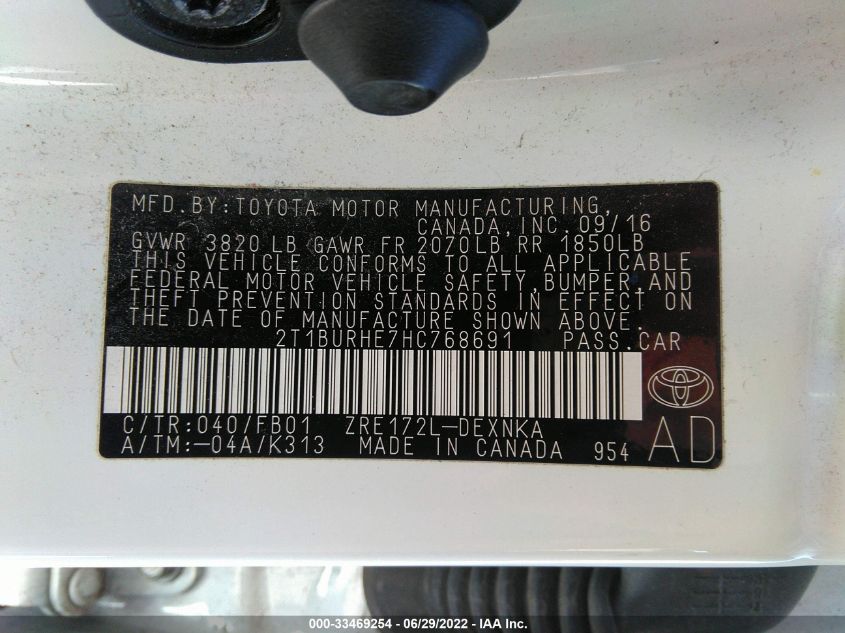 MFD. BY: TOYOTA MOTOR MANUFACTURING,
CANADA, INC. 09/16
GVWR 3820 LB GAWR FR 2070LB RR 1850LB
THIS VEHICLE CONFORMS TO ALL APPLICABLE
FEDERAL MOTOR VEHICLE SAFETY, BUMPER, AND
THEFT PREVENTION STANDARDS IN EFFECT ON
THE DATE OF MANUFACTURE SHOWN ABOVE.
2T1BURHE7HC768691 PASS. CAR
C/TR: 040/FB01 ZRE172L-DEXNKA
A/TM: -04A/K313 MADE IN CANADA 954 AD
000-33469254 - 06/29/2022 - IAA Inc.